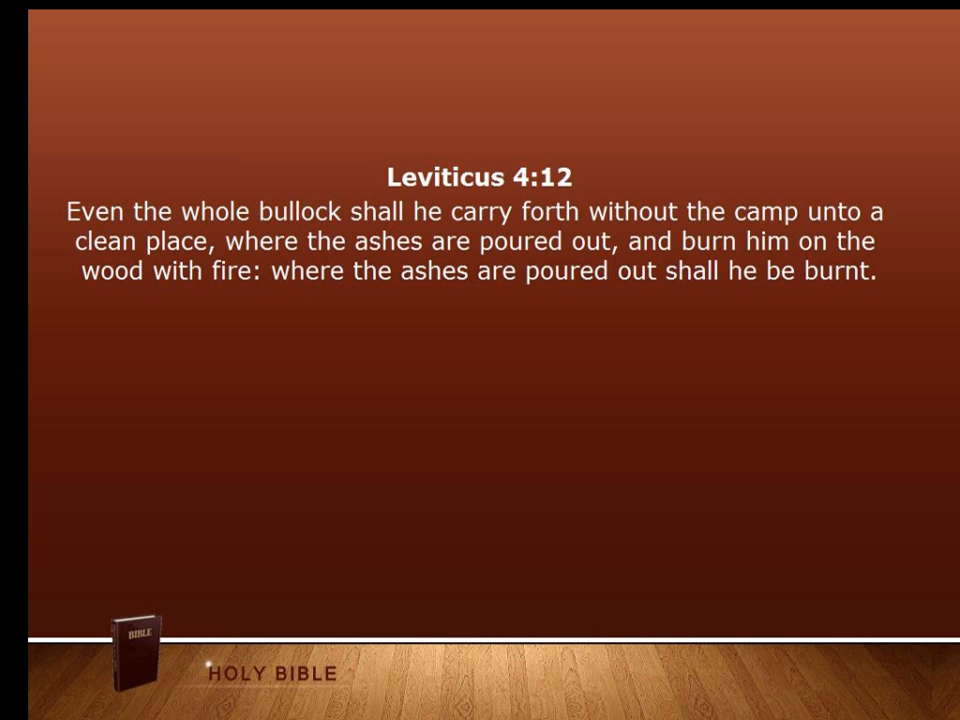 Leviticus 4:12
Even the whole bullock shall he carry forth without the camp unto a
clean place, where the ashes are poured out, and burn him on the
wood with fire: where the ashes are poured out shall he be burnt.
BIBLE
HOLY BIBLE